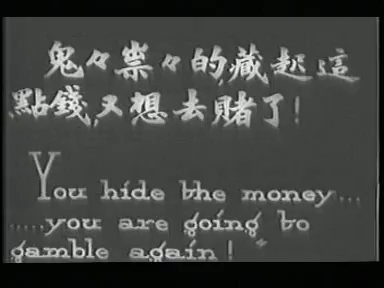 鬼々祟々的,藏起這
點錢,又想去賭了!
You hide the money...
.....you are going to
gamble again! "